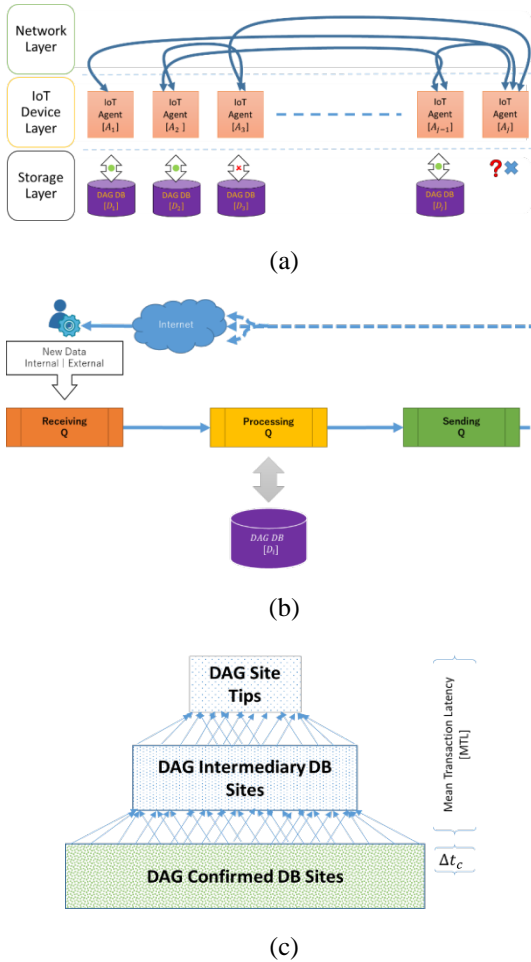 Network
Layer
IoT
Device
Layer
IoT
Agent
[A₁]
IoT
Agent
[A₂]
IoT
Agent
[A₃]
IoT
Agent
[Aⱼ₋₁]
IoT
Agent
[Aⱼ]
Storage
Layer
DAG DB
[D₁]
DAG DB
[D₂]
DAG DB
[D₃]
DAG DB
[Dⱼ]
?
(a)
Internet
New Data
Internal | External
Receiving
Q
Processing
Q
Sending
Q
DAG DB
[Dᵢ]
(b)
DAG Site
Tips
DAG Intermediary DB
Sites
DAG Confirmed DB Sites
Mean Transaction Latency
[MTL]
Δt_c
(c)